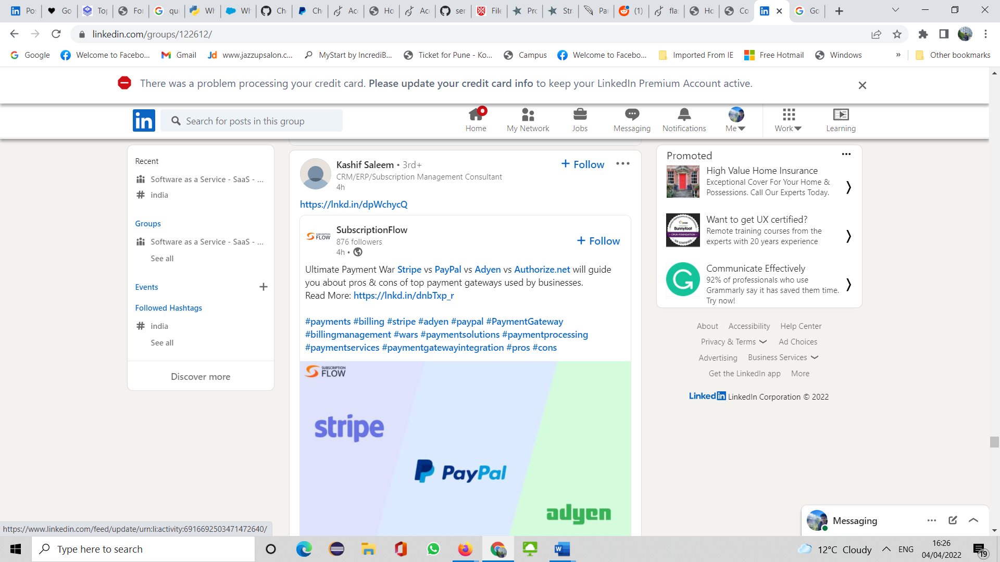 Po
Go
Top
For
que
Wh
Wh
Che
Che
Acc
Ho
Acc
ser
File
Pro
Str
Pa
(1)
fla
Ho
Co
Go
linkedin.com/groups/122612/
Google
Welcome to Facebo...
Gmail
www.jazzupsalon.c...
MyStart by IncrediB...
Ticket for Pune - Ko...
Campus
Welcome to Facebo...
Imported From IE
Free Hotmail
Windows
»
Other bookmarks
There was a problem processing your credit card. Please update your credit card info to keep your LinkedIn Premium Account active.
in
Search for posts in this group
Home
My Network
Jobs
Messaging
Notifications
Me
Work
Learning
Recent
Software as a Service - SaaS - ...
# india
Groups
Software as a Service - SaaS - ...
See all
Events +
Followed Hashtags
# india
See all
Discover more
Kashif Saleem • 3rd+
CRM/ERP/Subscription Management Consultant
4h
+ Follow
https://lnkd.in/dpWchycQ
SUBSCRIPTION
FLOW
SubscriptionFlow
876 followers
4h •
+ Follow
Ultimate Payment War Stripe vs PayPal vs Adyen vs Authorize.net will guide
you about pros & cons of top payment gateways used by businesses.
Read More: https://lnkd.in/dnbTxp_r
#payments #billing #stripe #adyen #paypal #PaymentGateway
#billingmanagement #wars #paymentsolutions #paymentprocessing
#paymentservices #paymentgatewayintegration #pros #cons
SUBSCRIPTION
FLOW
stripe
PayPal
adyen
Promoted
High Value Home Insurance
Exceptional Cover For Your Home &
Possessions. Call Our Experts Today.
Bunnyfoot
Want to get UX certified?
Remote training courses from the
experts with 20 years experience
Communicate Effectively
92% of professionals who use
Grammarly say it has saved them time.
Try now!
About
Accessibility
Help Center
Privacy & Terms
Ad Choices
Advertising
Business Services
Get the LinkedIn app
More
LinkedIn LinkedIn Corporation © 2022
Messaging
https://www.linkedin.com/feed/update/urn:li:activity:6916692503471472640/
Type here to search
12°C Cloudy
ENG
16:26
04/04/2022
19